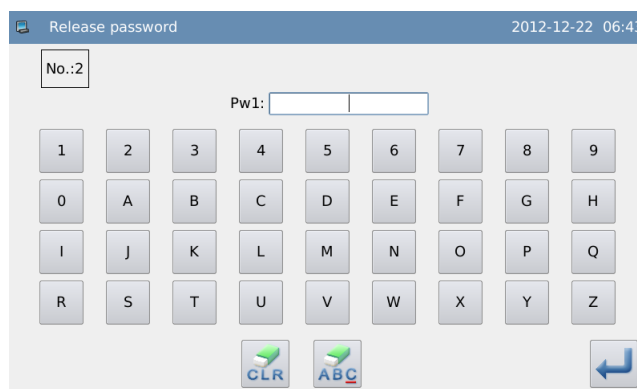 Release password 2012-12-22 06:43
No.:2
Pw1:
1 2 3 4 5 6 7 8 9
0 A B C D E F G H
I J K L M N O P Q
R S T U V W X Y Z
CLR ABC